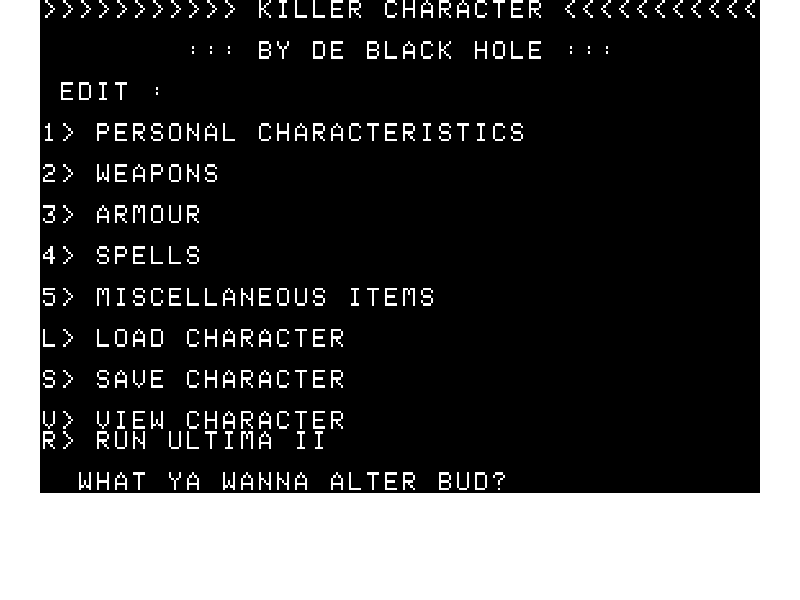 >>>>>>>>>>> KILLER CHARACTER <<<<<<<<<<<
::: BY DE BLACK HOLE :::
EDIT :
1> PERSONAL CHARACTERISTICS
2> WEAPONS
3> ARMOUR
4> SPELLS
5> MISCELLANEOUS ITEMS
L> LOAD CHARACTER
S> SAVE CHARACTER
V> VIEW CHARACTER
R> RUN ULTIMA II
WHAT YA WANNA ALTER BUD?